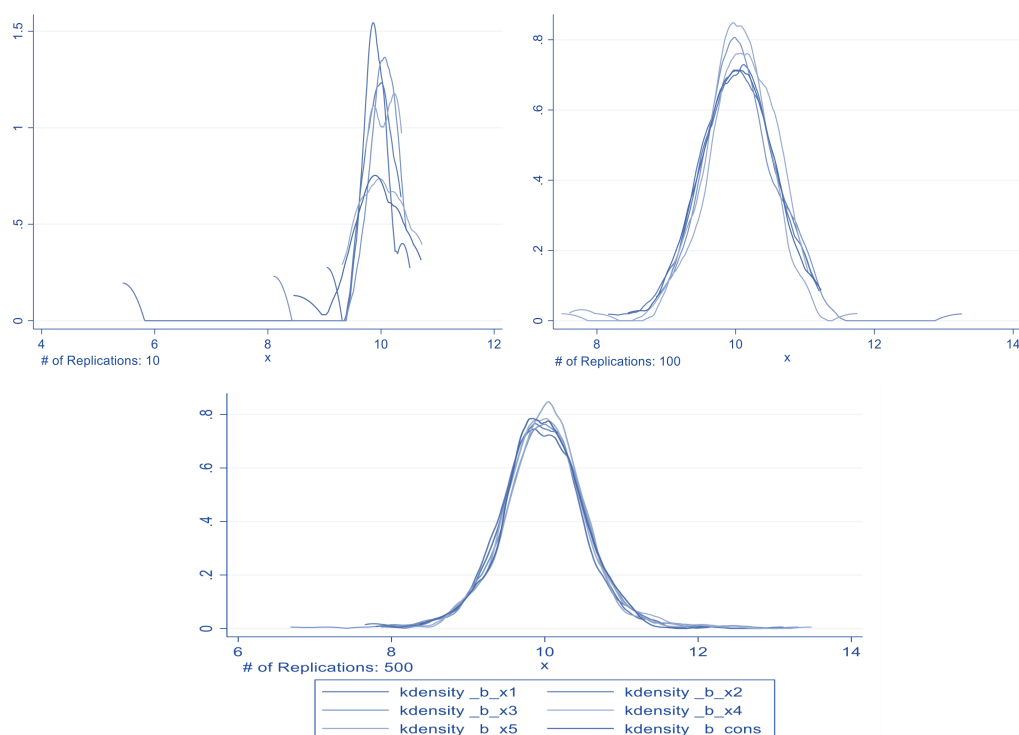 1.5
1
.5
0
4 6 8 10 12
x
# of Replications: 10
.8
.6
.4
.2
0
8 10 12 14
x
# of Replications: 100
.8
.6
.4
.2
0
6 8 10 12 14
x
# of Replications: 500
kdensity _b_x1 kdensity _b_x2
kdensity _b_x3 kdensity _b_x4
kdensity _b_x5 kdensity _b_cons